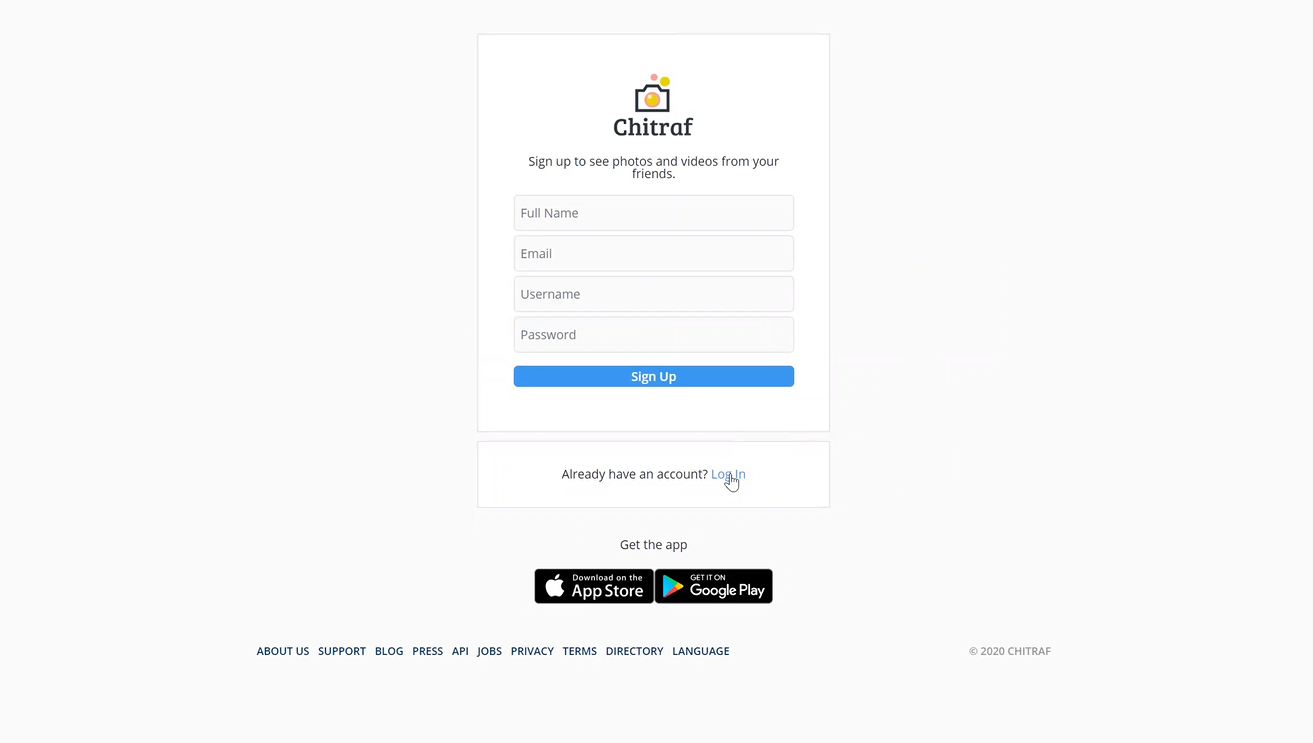 Chitraf
Sign up to see photos and videos from your
friends.
Full Name
Email
Username
Password
Sign Up
Already have an account? Log In
Get the app
Download on the
App Store
GET IT ON
Google Play
ABOUT US SUPPORT BLOG PRESS API JOBS PRIVACY TERMS DIRECTORY LANGUAGE
© 2020 CHITRAF